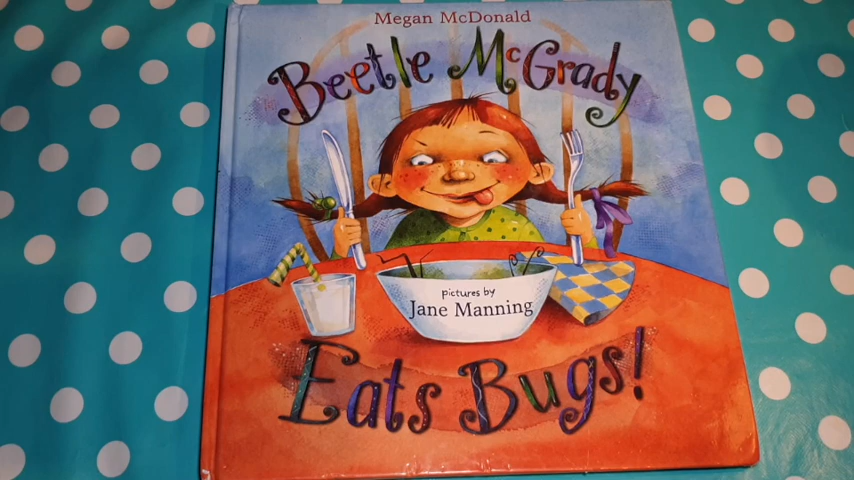 Megan McDonald
Beetle McGrady
pictures by
Jane Manning
Eats Bugs!